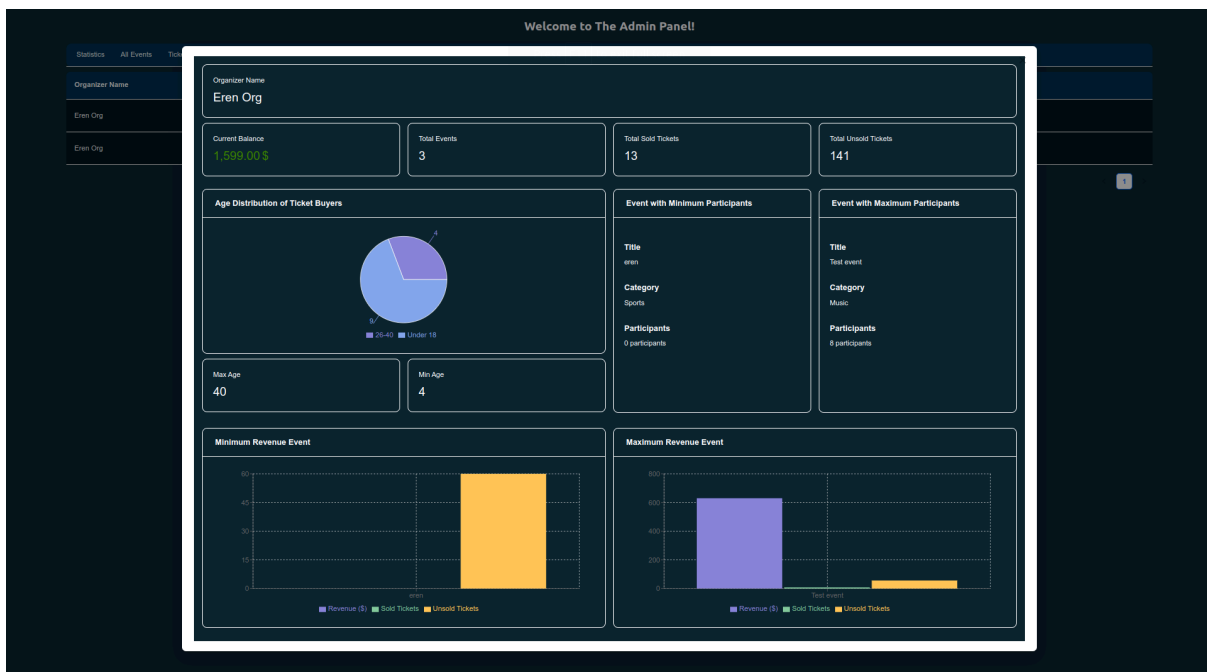 Welcome to The Admin Panel!
Statistics All Events
Organizer Name
Eren Org
Eren Org
1
Organizer Name
Eren Org
Current Balance
1,599.00 $
Total Events
3
Total Sold Tickets
13
Total Unsold Tickets
141
Age Distribution of Ticket Buyers
4
9
26-40 Under 18
Max Age
40
Min Age
4
Event with Minimum Participants
Title
eren
Category
Sports
Participants
0 participants
Event with Maximum Participants
Title
Test event
Category
Music
Participants
8 participants
Minimum Revenue Event
60
45
30
15
0
eren
Revenue ($) Sold Tickets Unsold Tickets
Maximum Revenue Event
800
600
400
200
0
Test event
Revenue ($) Sold Tickets Unsold Tickets